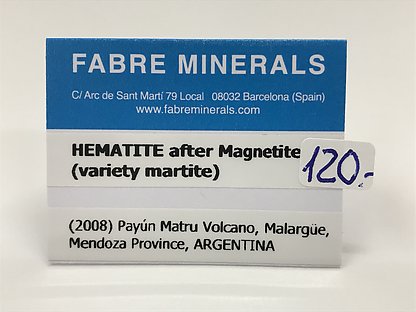 FABRE MINERALS
C/ Arc de Sant Martí 79 Local 08032 Barcelona (Spain)
www.fabreminerals.com
HEMATITE after Magnetite
(variety martite)
120.-
(2008) Payún Matru Volcano, Malargüe,
Mendoza Province, ARGENTINA